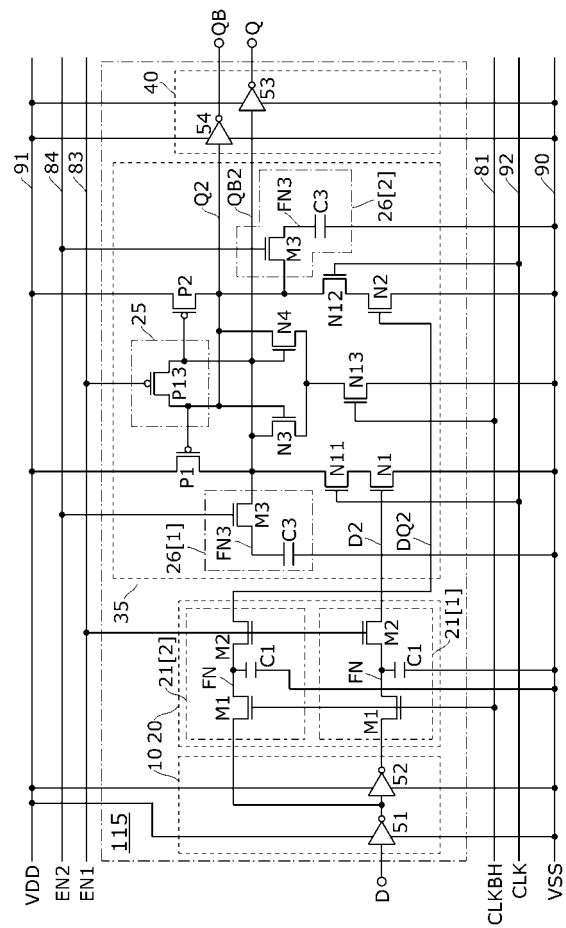 VDD
EN2
EN1
91
84
83
115
35
25
40
QB
Q
54
53
Q2
QB2
P1
P13
P2
26[1]
M3
FN3
C3
N3
N4
M3
FN3
C3
26[2]
N11
N1
N13
N12
N2
D2
DQ2
10
20
21[2]
M1
FN
C1
M2
21[1]
M1
FN
C1
M2
D
51
52
CLKBH
CLK
VSS
81
92
90